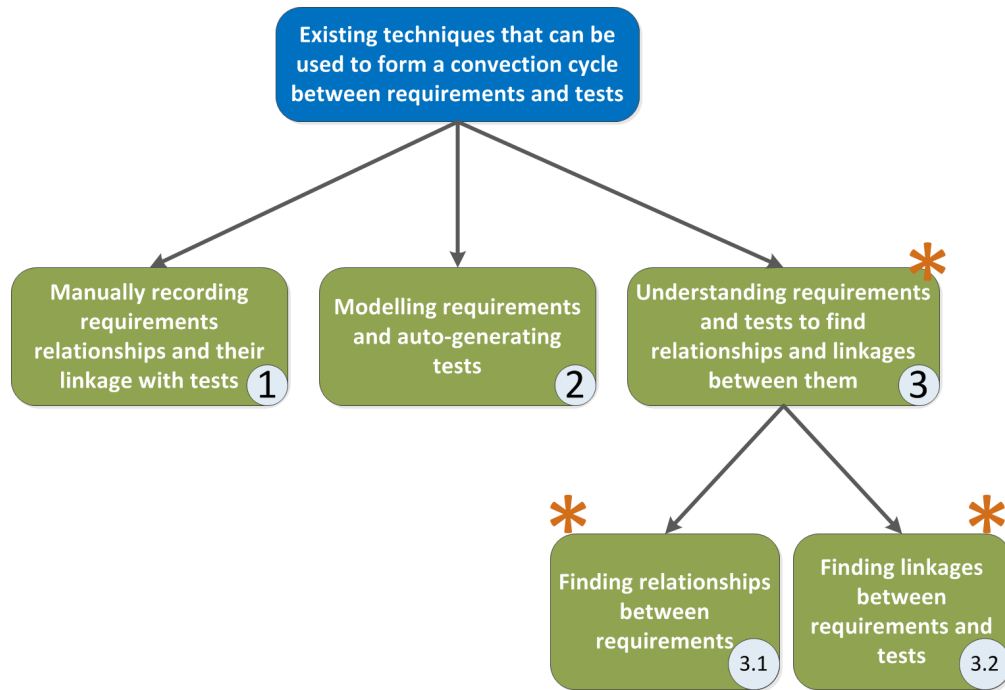 Existing techniques that can be
used to form a convection cycle
between requirements and tests
Manually recording
requirements
relationships and their
linkage with tests
1
Modelling requirements
and auto-generating
tests
2
*
Understanding requirements
and tests to find
relationships and linkages
between them
3
*
Finding relationships
between
requirements
3.1
*
Finding linkages
between
requirements and
tests
3.2